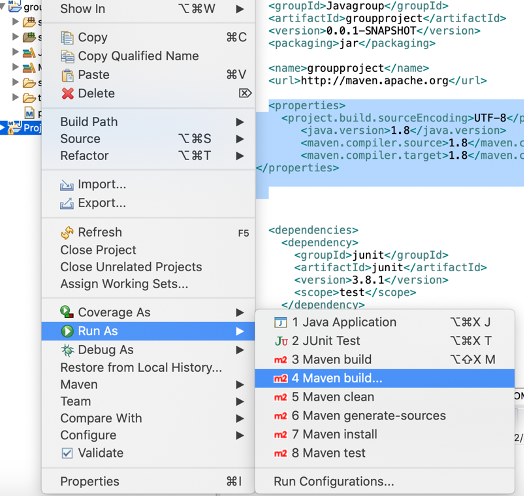 grou
Proj
Show In ⌥⌘W
Copy ⌘C
Copy Qualified Name
Paste ⌘V
Delete ⌦
Build Path
Source ⌥⌘S
Refactor ⌥⌘T
Import...
Export...
Refresh F5
Close Project
Close Unrelated Projects
Assign Working Sets...
Coverage As
Run As
Debug As
Restore from Local History...
Maven
Team
Compare With
Configure
Validate
Properties ⌘I
<groupId>Javagroup</groupId>
<artifactId>groupproject</artifactId>
<version>0.0.1-SNAPSHOT</version>
<packaging>jar</packaging>
<name>groupproject</name>
<url>http://maven.apache.org</url>
<properties>
<project.build.sourceEncoding>UTF-8</p
<java.version>1.8</java.version>
<maven.compiler.source>1.8</maven.c
<maven.compiler.target>1.8</maven.c
</properties>
<dependencies>
<dependency>
<groupId>junit</groupId>
<artifactId>junit</artifactId>
<version>3.8.1</version>
<scope>test</scope>
</dependency>
1 Java Application ⌥⌘X J
Ju 2 JUnit Test ⌥⌘X T
m2 3 Maven build ⌥⇧X M
m2 4 Maven build...
m2 5 Maven clean
m2 6 Maven generate-sources
m2 7 Maven install
m2 8 Maven test
Run Configurations...